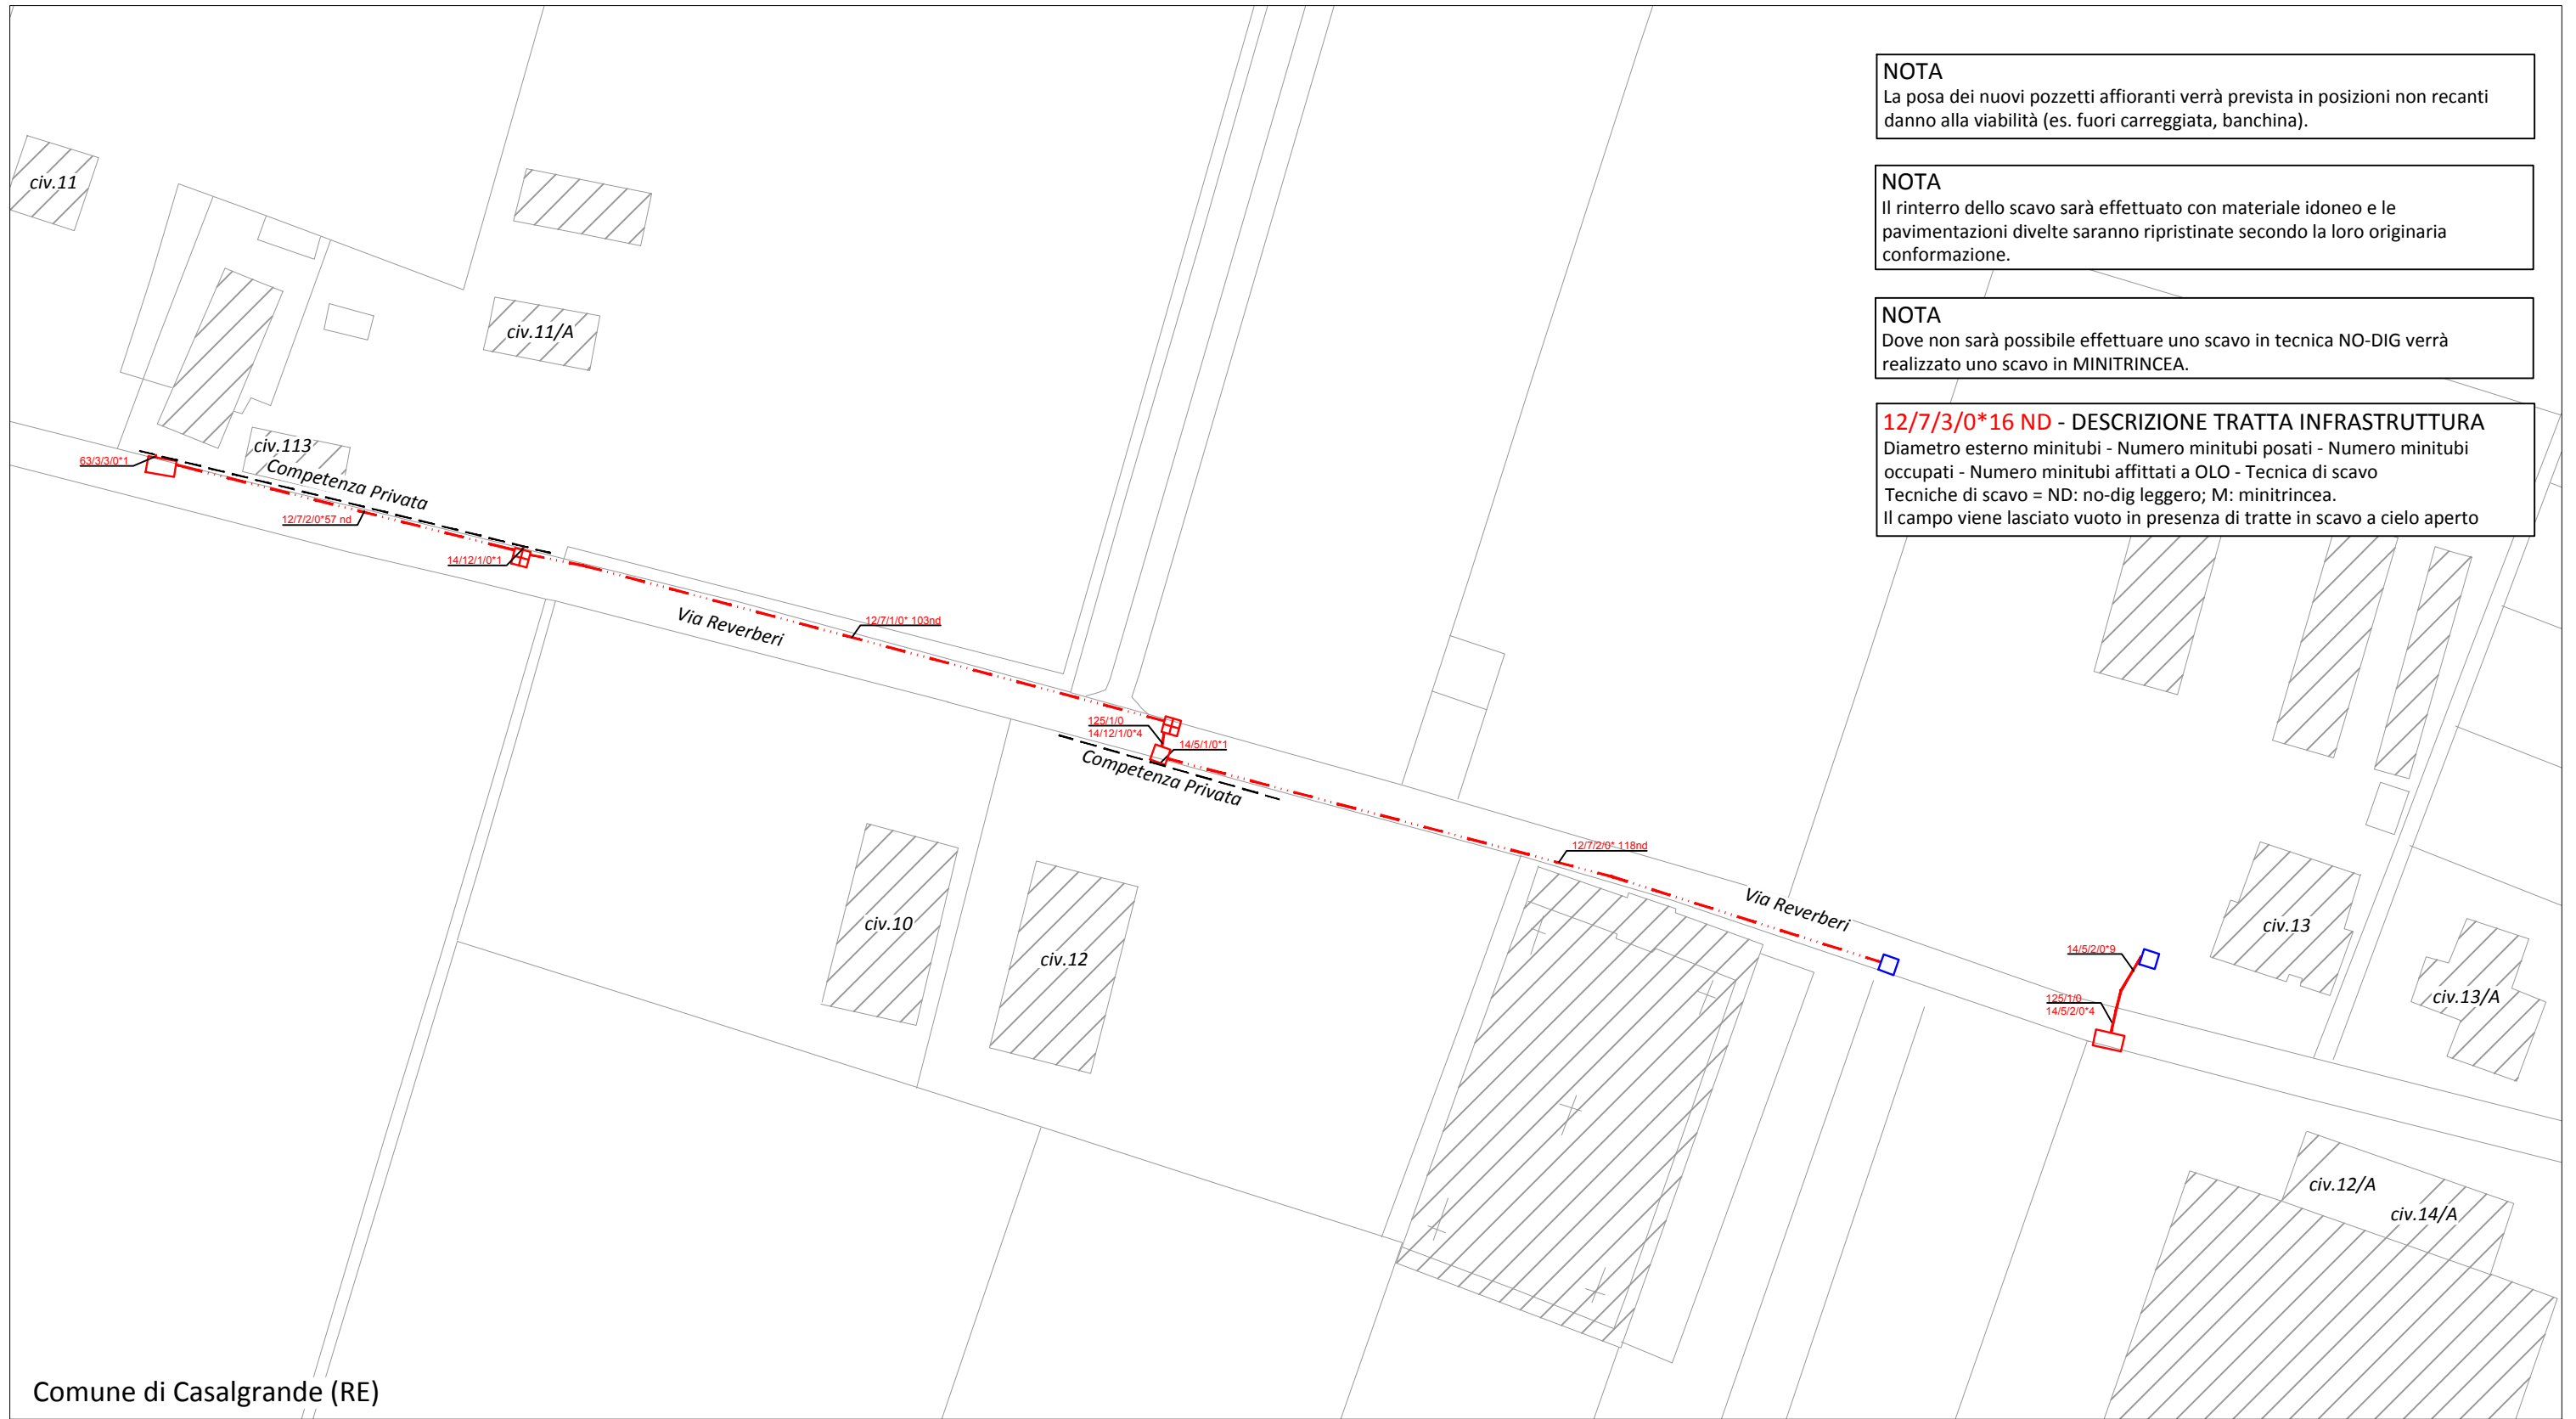 NOTA
La posa dei nuovi pozzetti affioranti verrà prevista in posizioni non recanti
danno alla viabilità (es. fuori carreggiata, banchina).
NOTA
Il rinterro dello scavo sarà effettuato con materiale idoneo e le
pavimentazioni divelte saranno ripristinate secondo la loro originaria
conformazione.
NOTA
Dove non sarà possibile effettuare uno scavo in tecnica NO-DIG verrà
realizzato uno scavo in MINITRINCEA.
12/7/3/0*16 ND - DESCRIZIONE TRATTA INFRASTRUTTURA
Diametro esterno minitubi - Numero minitubi posati - Numero minitubi
occupati - Numero minitubi affittati a OLO - Tecnica di scavo
Tecniche di scavo = ND: no-dig leggero; M: minitrincea.
Il campo viene lasciato vuoto in presenza di tratte in scavo a cielo aperto
civ.11
civ.11/A
civ.113
Competenza Privata
63/3/3/0*1
12/7/2/0*57 nd
14/12/1/0*1
Via Reverberi
12/7/1/0* 103nd
125/1/0
14/12/1/0*4
14/5/1/0*1
Competenza Privata
12/7/2/0* 118nd
Via Reverberi
civ.10
civ.12
civ.13
14/5/2/0*9
125/1/0
14/5/2/0*4
civ.13/A
civ.12/A
civ.14/A
Comune di Casalgrande (RE)